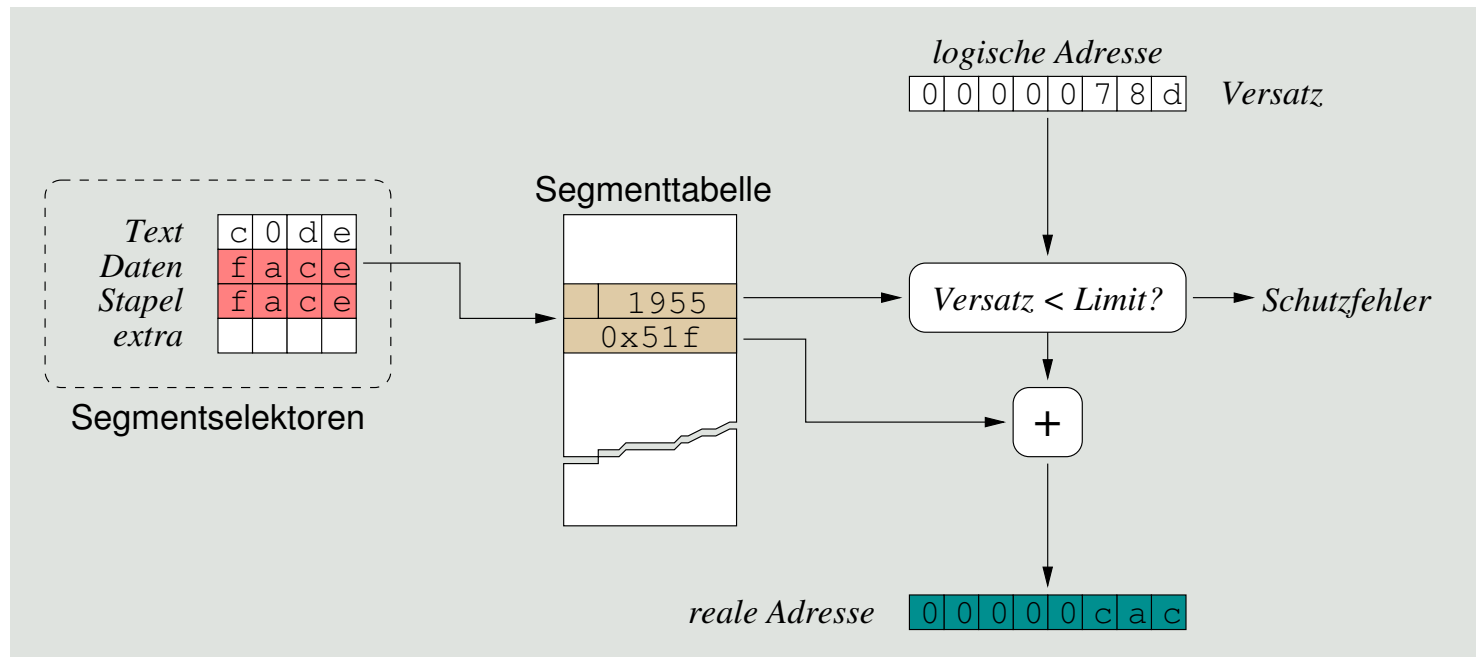 logische Adresse
0 0 0 0 0 7 8 d Versatz
Segmenttabelle
Text c 0 d e
Daten f a c e
Stapel f a c e
extra
Segmentselektoren
1955
0x51f
Versatz < Limit?
Schutzfehler
+
reale Adresse 0 0 0 0 0 c a c